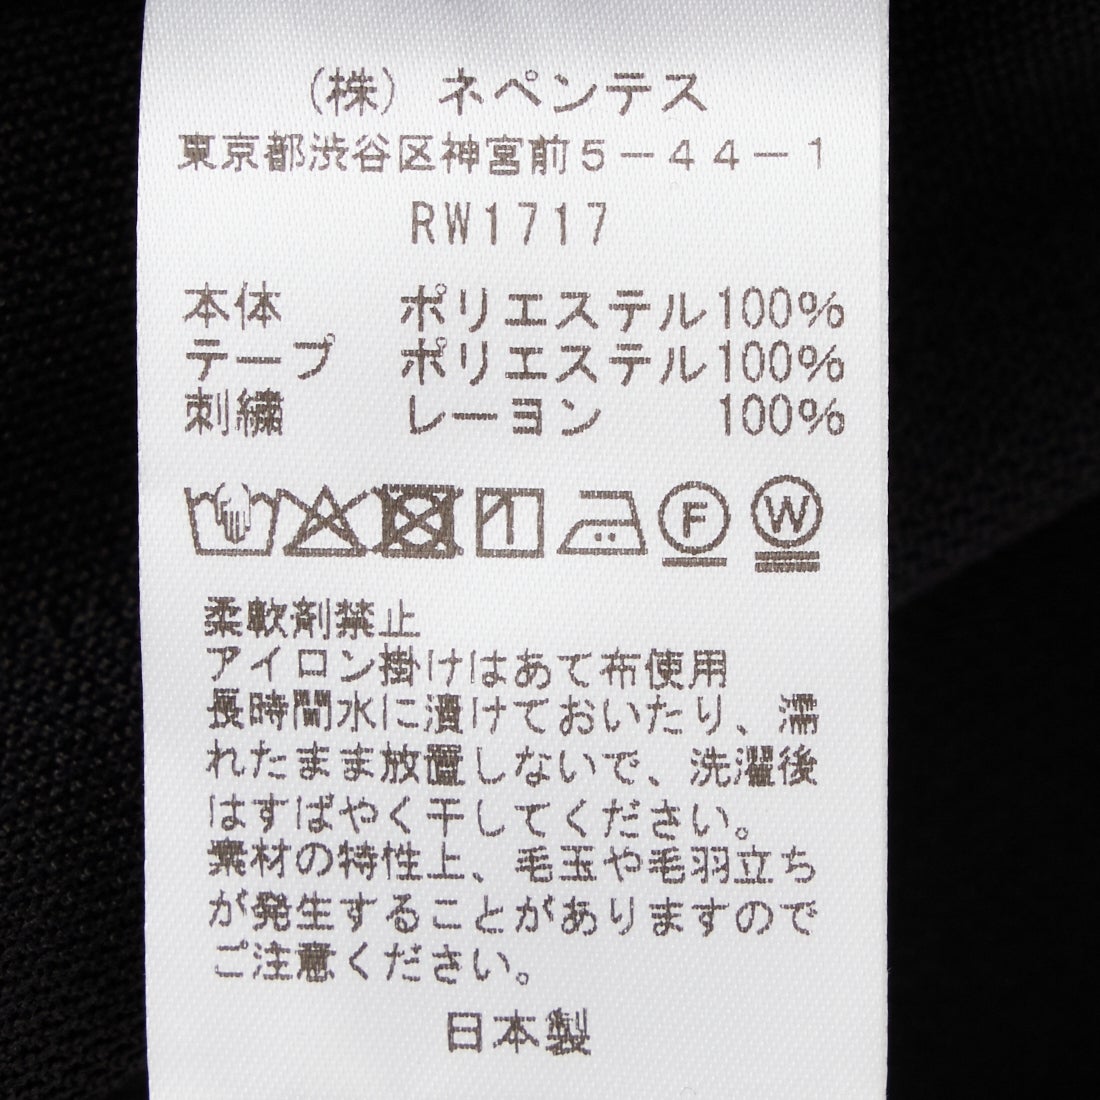 （株）ネペンテス
東京都渋谷区神宮前5－44－1
RW1717
本体 ポリエステル100%
テープ ポリエステル100%
刺繍 レーヨン 100%
F W
柔軟剤禁止
アイロン掛けはあて布使用
長時間水に漬けておいたり、濡
れたまま放置しないで、洗濯後
はすばやく干してください。
素材の特性上、毛玉や毛羽立ち
が発生することがありますので
ご注意ください。
日本製